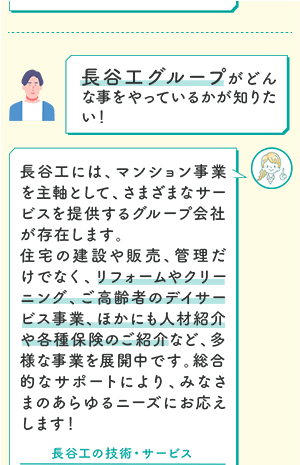 長谷工グループがどん
な事をやっているかが知りた
い！
長谷工には、マンション事業
を主軸として、さまざまなサー
ビスを提供するグループ会社
が存在します。
住宅の建設や販売、管理だ
けでなく、リフォームやクリー
ニング、ご高齢者のデイサー
ビス事業、ほかにも人材紹介
や各種保険のご紹介など、多
様な事業を展開中です。総合
的なサポートにより、みなさ
まのあらゆるニーズにお応え
します！
長谷工の技術・サービス